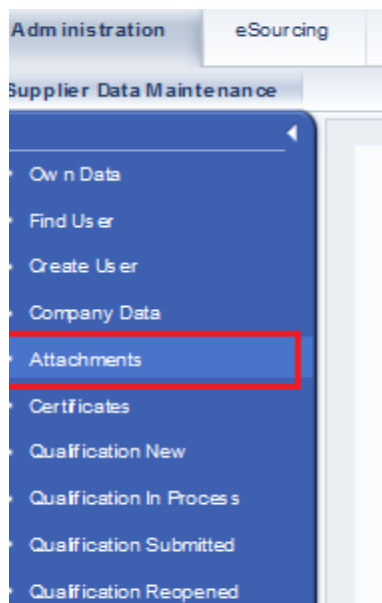 Administration eSourcing
Supplier Data Maintenance
Own Data
Find User
Create User
Company Data
Attachments
Certificates
Qualification New
Qualification In Process
Qualification Submitted
Qualification Reopened